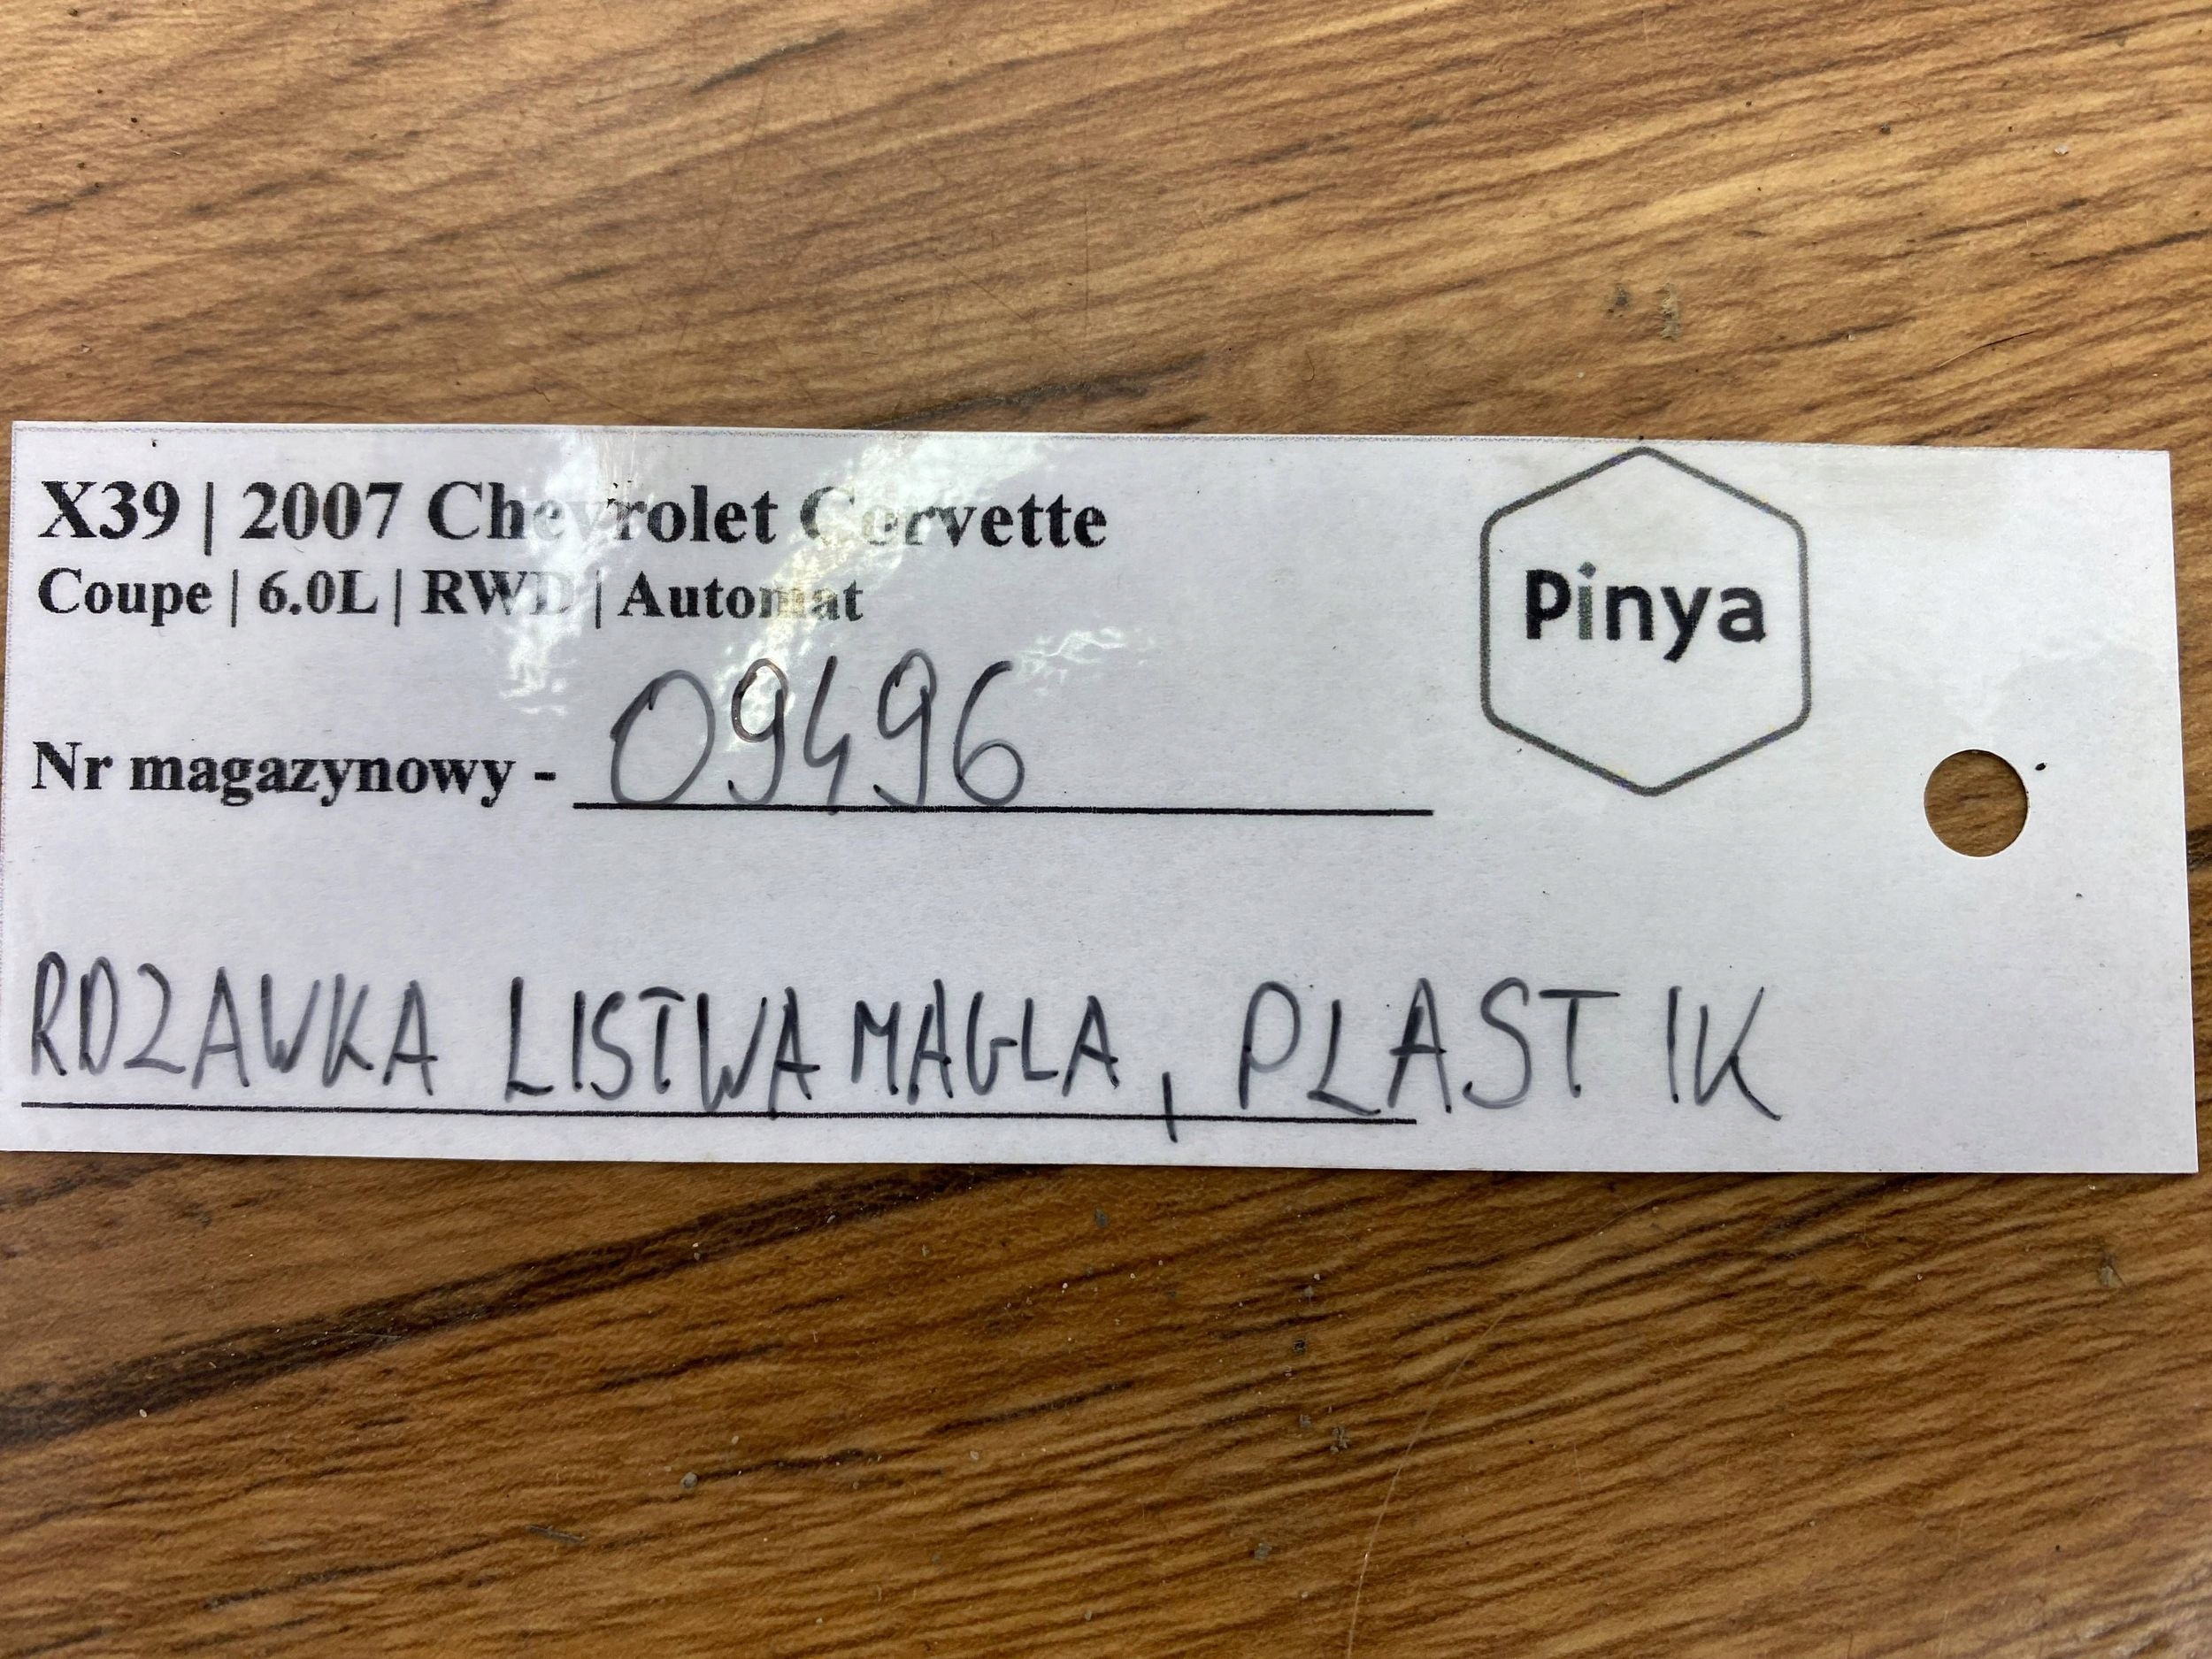 X39 | 2007 Chevrolet Corvette
Coupe | 6.0L | RWD | Automat
Pinya
Nr magazynowy - 09496
RDZAWKA LISTWA MAGLA, PLASTIK